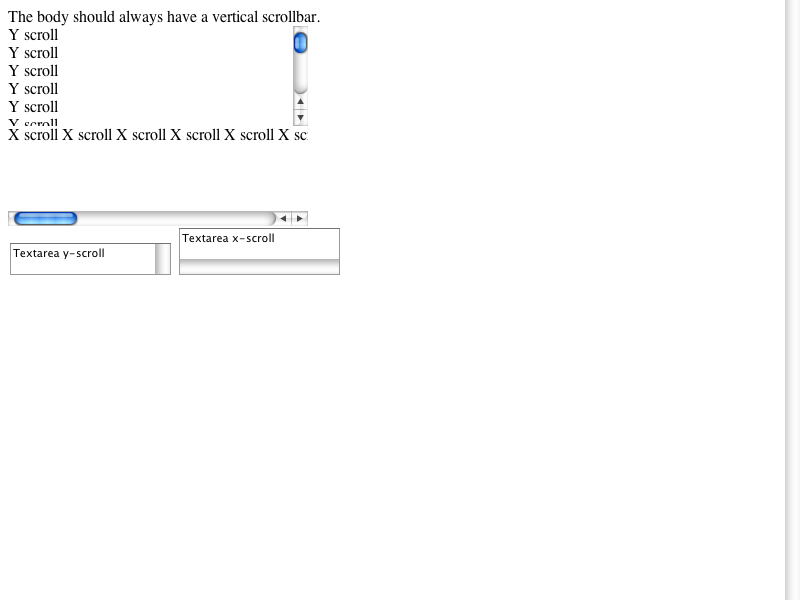 The body should always have a vertical scrollbar.
Y scroll
Y scroll
Y scroll
Y scroll
Y scroll
Y scroll
X scroll X scroll X scroll X scroll X scroll X sc
Textarea x-scroll
Textarea y-scroll